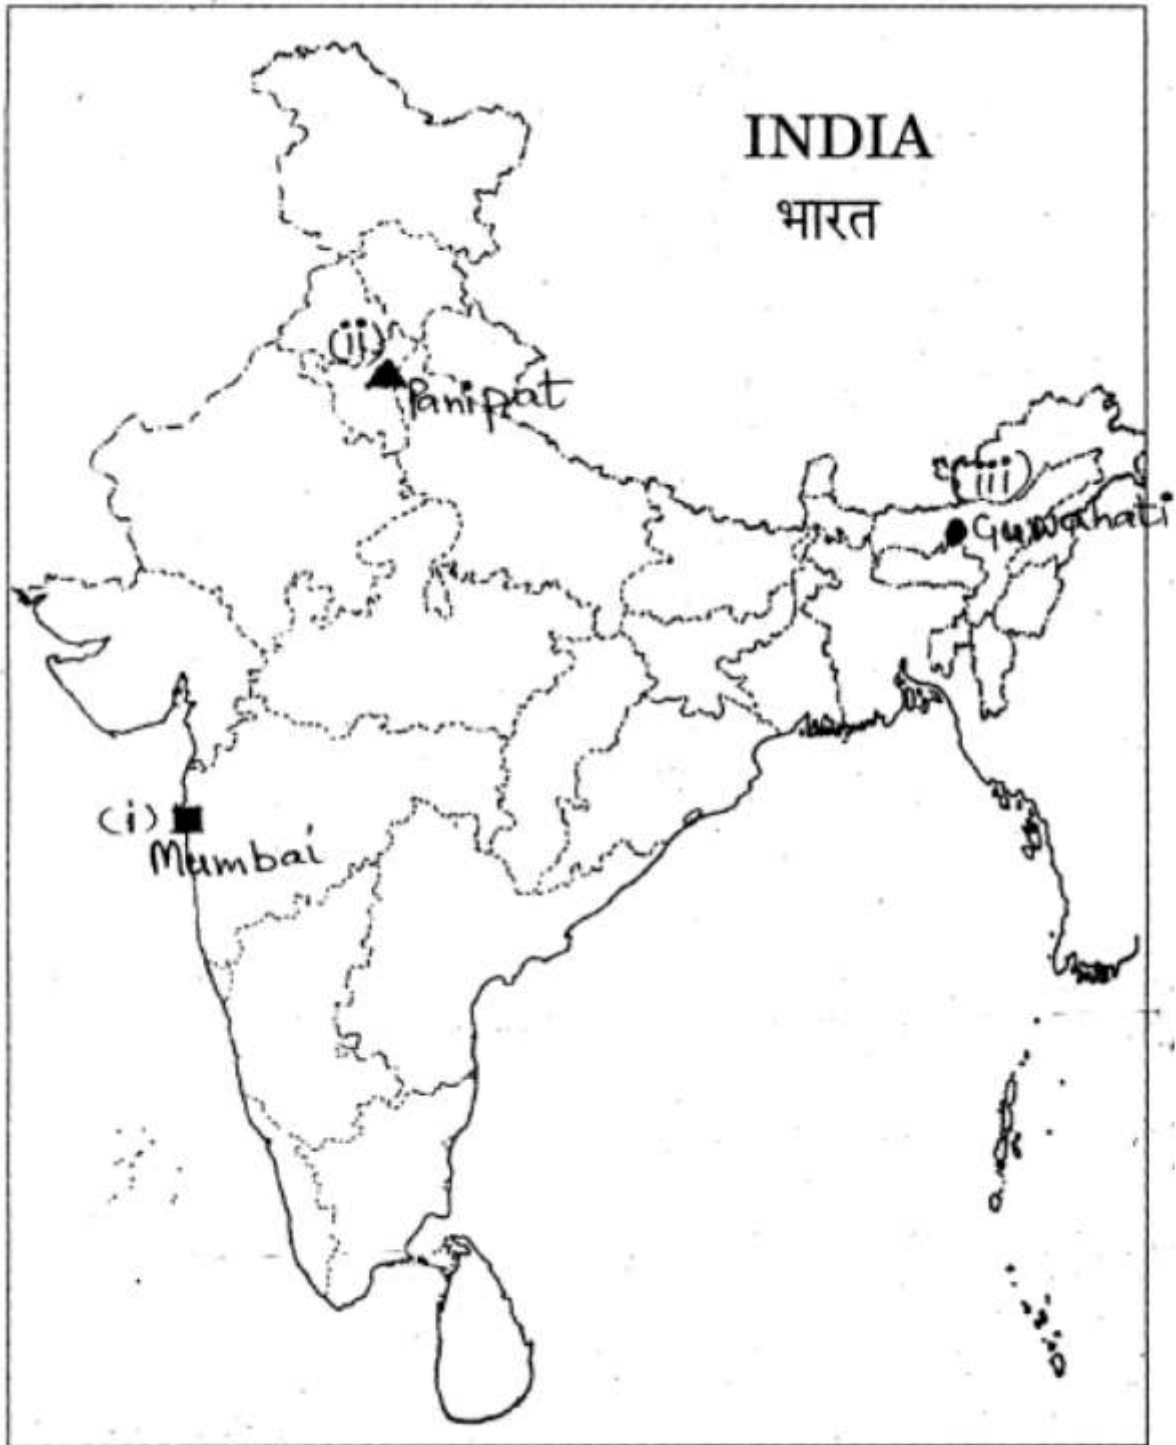 INDIA
भारत
(ii)
Panipat
(iii)
Guwahati
(i)
Mumbai